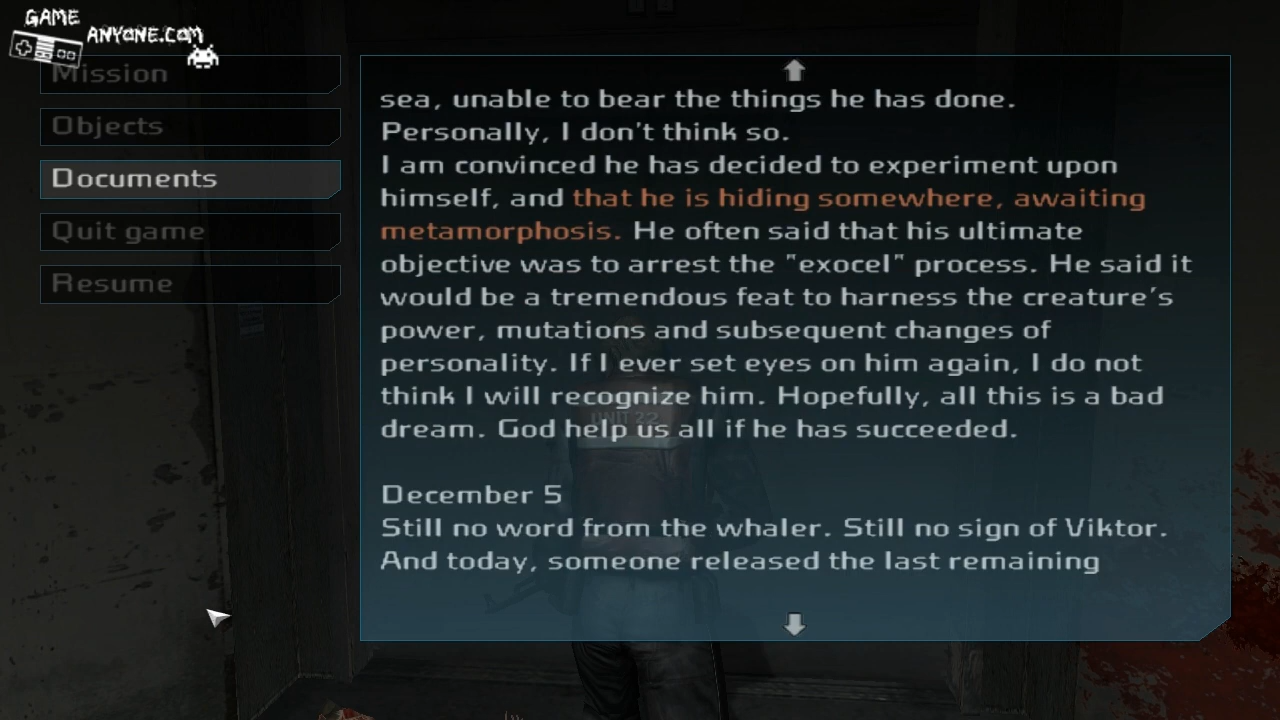 GAME
ANYONE.COM
Mission
Objects
Documents
Quit game
Resume
sea, unable to bear the things he has done.
Personally, I don't think so.
I am convinced he has decided to experiment upon
himself, and that he is hiding somewhere, awaiting
metamorphosis. He often said that his ultimate
objective was to arrest the "exocel" process. He said it
would be a tremendous feat to harness the creature's
power, mutations and subsequent changes of
personality. If I ever set eyes on him again, I do not
think I will recognize him. Hopefully, all this is a bad
dream. God help us all if he has succeeded.
December 5
Still no word from the whaler. Still no sign of Viktor.
And today, someone released the last remaining
UNIT 22